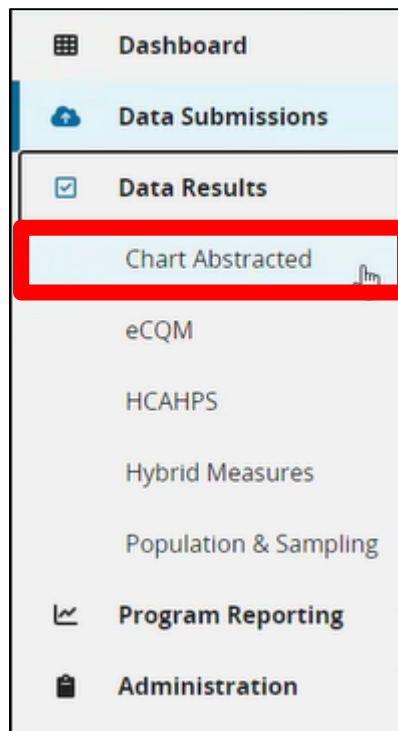 Dashboard
Data Submissions
Data Results
Chart Abstracted
eCQM
HCAHPS
Hybrid Measures
Population & Sampling
Program Reporting
Administration